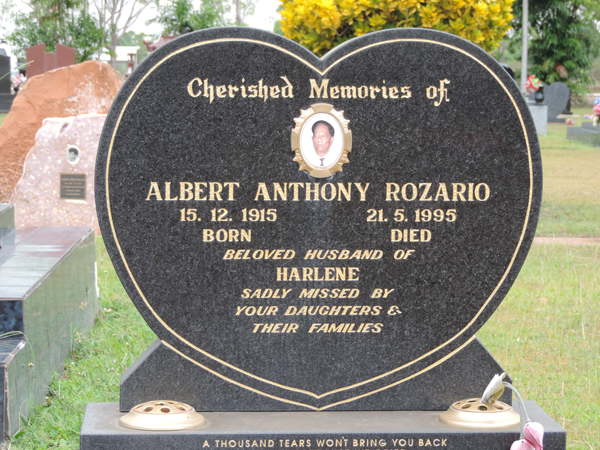 Cherished Memories of
ALBERT ANTHONY ROZARIO
15. 12. 1915 21. 5. 1995
BORN DIED
BELOVED HUSBAND OF
HARLENE
SADLY MISSED BY
YOUR DAUGHTERS &
THEIR FAMILIES
A THOUSAND TEARS WON'T BRING YOU BACK